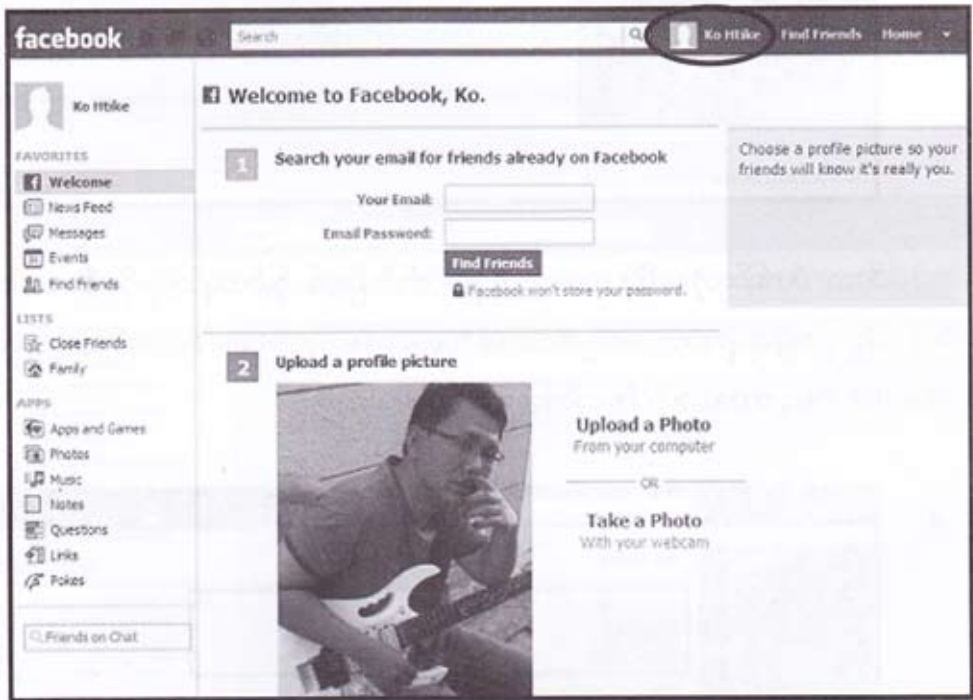 facebook
Search
Ko Htike Find Friends Home
Ko Htike
FAVORITES
Welcome
News Feed
Messages
Events
Find Friends
LISTS
Close Friends
Family
APPS
Apps and Games
Photos
Music
Notes
Questions
Links
Pokes
Friends on Chat
Welcome to Facebook, Ko.
1 Search your email for friends already on Facebook
Your Email:
Email Password:
Find Friends
Facebook won't store your password.
2 Upload a profile picture
Upload a Photo
From your computer
OR
Take a Photo
With your webcam
Choose a profile picture so your
friends will know it's really you.